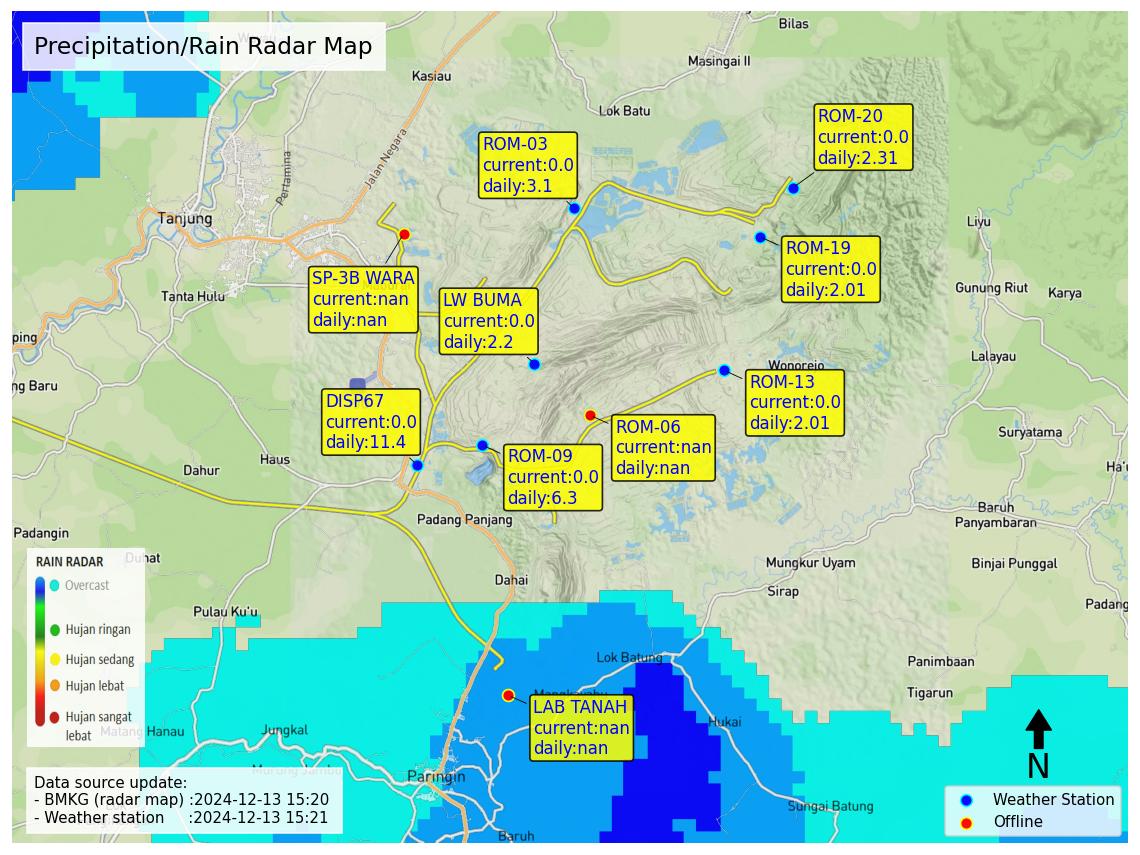 Precipitation/Rain Radar Map
Bilas
Masingai II
Kasiau
Lok Batu
Jalan Negara
Pertamina
Tanjung
Tanta Hulu
ping
ng Baru
ROM-03
current:0.0
daily:3.1
ROM-20
current:0.0
daily:2.31
ROM-19
current:0.0
daily:2.01
SP-3B WARA
current:nan
daily:nan
LW BUMA
current:0.0
daily:2.2
Liyu
Gunung Riut
Karya
Lalayau
Wonorejo
ROM-13
current:0.0
daily:2.01
DISP67
current:0.0
daily:11.4
ROM-06
current:nan
daily:nan
ROM-09
current:0.0
daily:6.3
Suryatama
Ha'u
Haus
Dahur
Padangin
Duhat
Padang Panjang
Baruh
Panyambaran
Binjai Punggal
Mungkur Uyam
Sirap
Padang
Dahai
Pulau Ku'u
RAIN RADAR
Overcast
Hujan ringan
Hujan sedang
Hujan lebat
Hujan sangat
lebat
Matang Hanau
Jungkal
Murung Jambu
Lok Batung
Panimbaan
Tigarun
LAB TANAH
current:nan
daily:nan
Hukai
Paringin
Sungai Batung
Baruh
Data source update:
- BMKG (radar map) :2024-12-13 15:20
- Weather station :2024-12-13 15:21
N
Weather Station
Offline